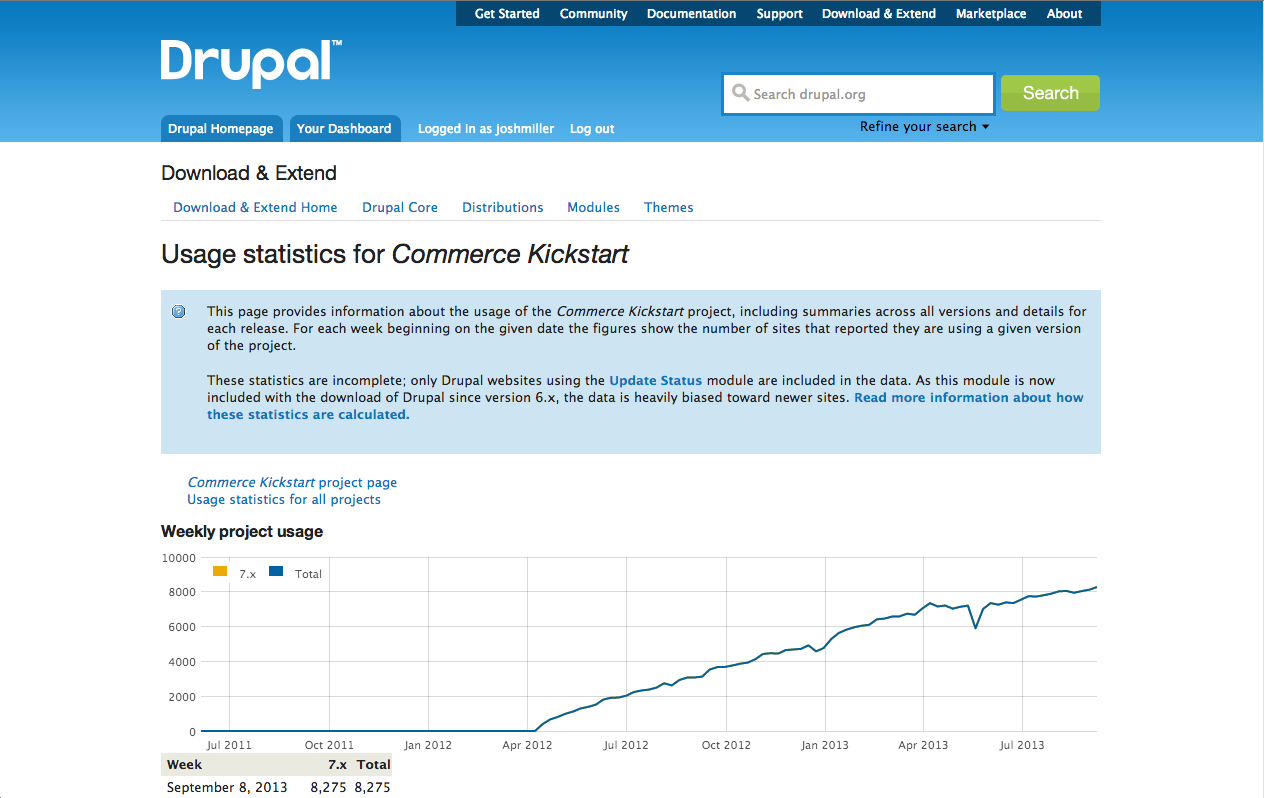 Get Started Community Documentation Support Download & Extend Marketplace About
Drupal™
Search drupal.org
Search
Refine your search
Drupal Homepage Your Dashboard Logged in as Joshmiller Log out
Download & Extend
Download & Extend Home Drupal Core Distributions Modules Themes
Usage statistics for Commerce Kickstart
? This page provides information about the usage of the Commerce Kickstart project, including summaries across all versions and details for
each release. For each week beginning on the given date the figures show the number of sites that reported they are using a given version
of the project.
These statistics are incomplete; only Drupal websites using the Update Status module are included in the data. As this module is now
included with the download of Drupal since version 6.x, the data is heavily biased toward newer sites. Read more information about how
these statistics are calculated.
Commerce Kickstart project page
Usage statistics for all projects
Weekly project usage
10000
7.x Total
8000
6000
4000
2000
0
Jul 2011 Oct 2011 Jan 2012 Apr 2012 Jul 2012 Oct 2012 Jan 2013 Apr 2013 Jul 2013
Week 7.x Total
September 8, 2013 8,275 8,275